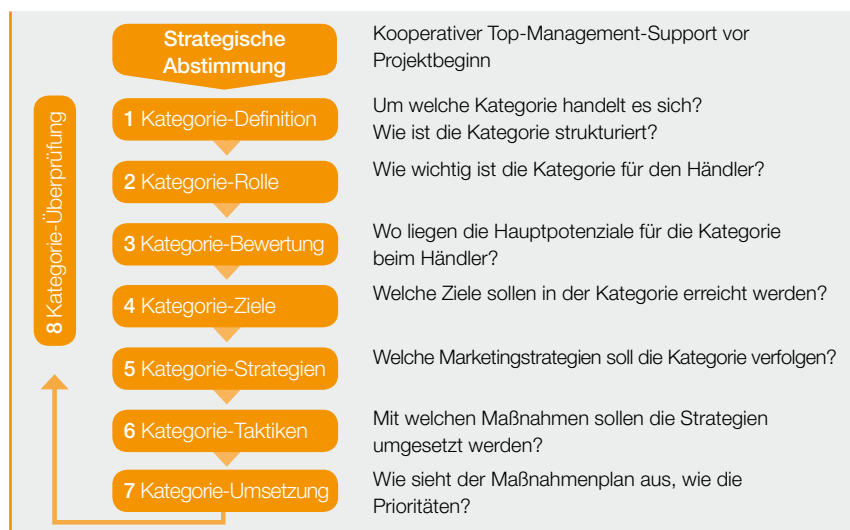 Strategische
Abstimmung
Kooperativer Top-Management-Support vor
Projektbeginn
1 Kategorie-Definition
Um welche Kategorie handelt es sich?
Wie ist die Kategorie strukturiert?
2 Kategorie-Rolle
Wie wichtig ist die Kategorie für den Händler?
3 Kategorie-Bewertung
Wo liegen die Hauptpotenziale für die Kategorie
beim Händler?
4 Kategorie-Ziele
Welche Ziele sollen in der Kategorie erreicht werden?
5 Kategorie-Strategien
Welche Marketingstrategien soll die Kategorie verfolgen?
6 Kategorie-Taktiken
Mit welchen Maßnahmen sollen die Strategien
umgesetzt werden?
7 Kategorie-Umsetzung
Wie sieht der Maßnahmenplan aus, wie die
Prioritäten?
8 Kategorie-Überprüfung